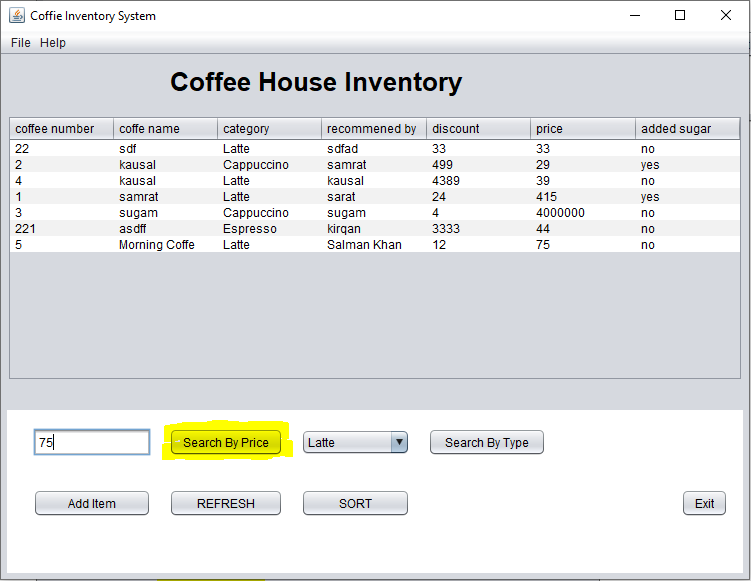 Coffie Inventory System
File Help
Coffee House Inventory
coffee number coffe name category recommened by discount price added sugar
22 sdf Latte sdfad 33 33 no
2 kausal Cappuccino samrat 499 29 yes
4 kausal Latte kausal 4389 39 no
1 samrat Latte sarat 24 415 yes
3 sugam Cappuccino sugam 4 4000000 no
221 asdff Espresso kirqan 3333 44 no
5 Morning Coffe Latte Salman Khan 12 75 no
75 Search By Price Latte Search By Type
Add Item REFRESH SORT Exit